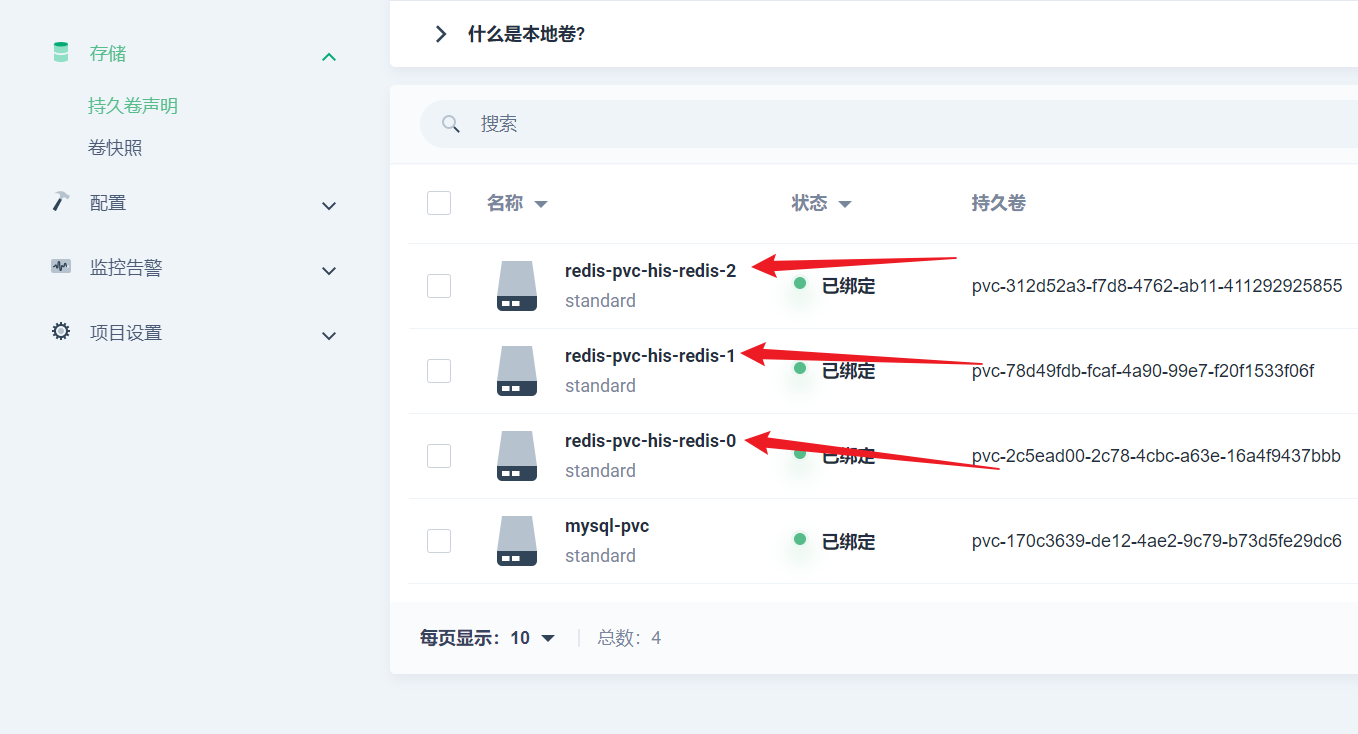 什么是本地卷?
存储
持久卷声明
卷快照
配置
监控告警
项目设置
搜索
名称 状态 持久卷
redis-pvc-his-redis-2
standard
已绑定
pvc-312d52a3-f7d8-4762-ab11-411292925855
redis-pvc-his-redis-1
standard
已绑定
pvc-78d49fdb-fcaf-4a90-99e7-f20f1533f06f
redis-pvc-his-redis-0
standard
已绑定
pvc-2c5ead00-2c78-4cbc-a63e-16a4f9437bbb
mysql-pvc
standard
已绑定
pvc-170c3639-de12-4ae2-9c79-b73d5fe29dc6
每页显示：10 总数：4